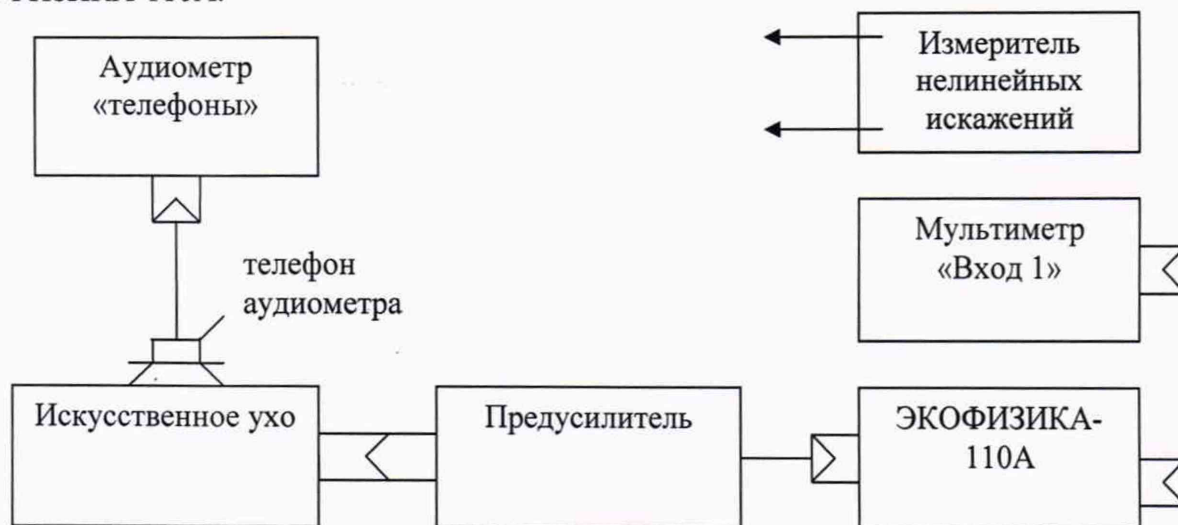 Аудиометр
«телефоны»
Измеритель
нелинейных
искажений
Мультиметр
«Вход 1»
телефон
аудиометра
Искусственное ухо
Предусилитель
ЭКОФИЗИКА-
110А